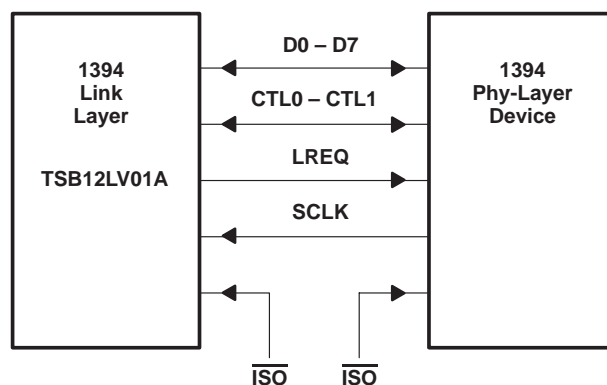 D0 – D7
1394
Link
Layer
CTL0 – CTL1
1394
Phy-Layer
Device
LREQ
TSB12LV01A
SCLK
ISO
ISO